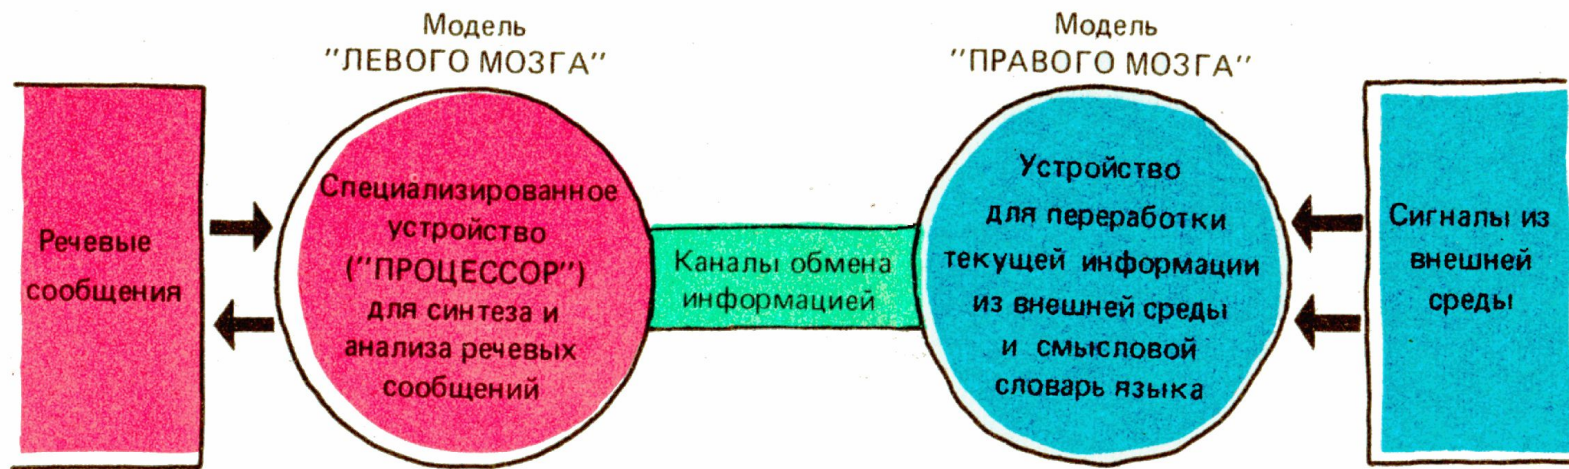 Модель
"ЛЕВОГО МОЗГА"
Модель
"ПРАВОГО МОЗГА"
Речевые
сообщения
Специализированное
устройство
("ПРОЦЕССОР")
для синтеза и
анализа речевых
сообщений
Каналы обмена
информацией
Устройство
для переработки
текущей информации
из внешней среды
и смысловой
словарь языка
Сигналы из
внешней
среды